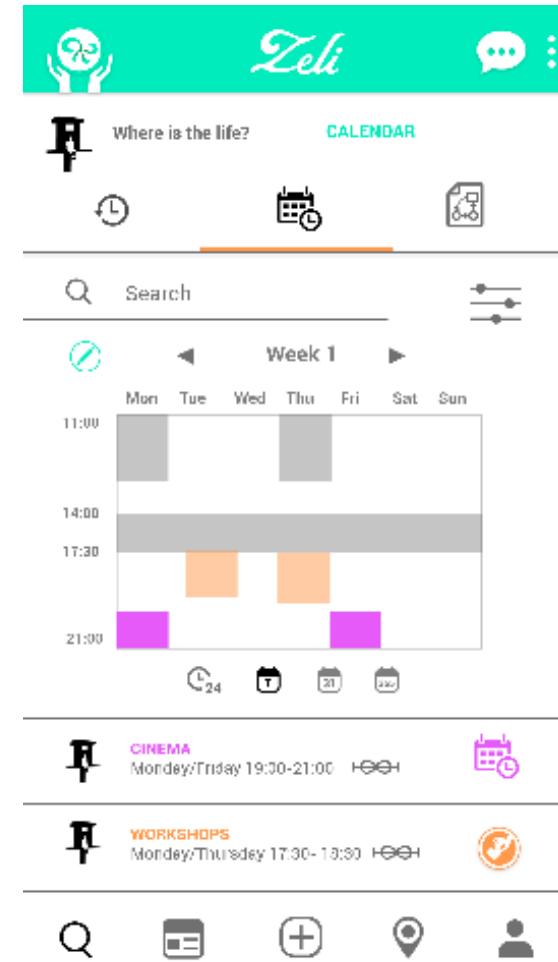 Zeli
Where is the life? CALENDAR
Search
Week 1
Mon Tue Wed Thu Fri Sat Sun
11:00
14:00
17:30
21:00
24 T 31
CINEMA
Monday/Friday 19:00-21:00
WORKSHOPS
Monday/Thursday 17:30- 18:30